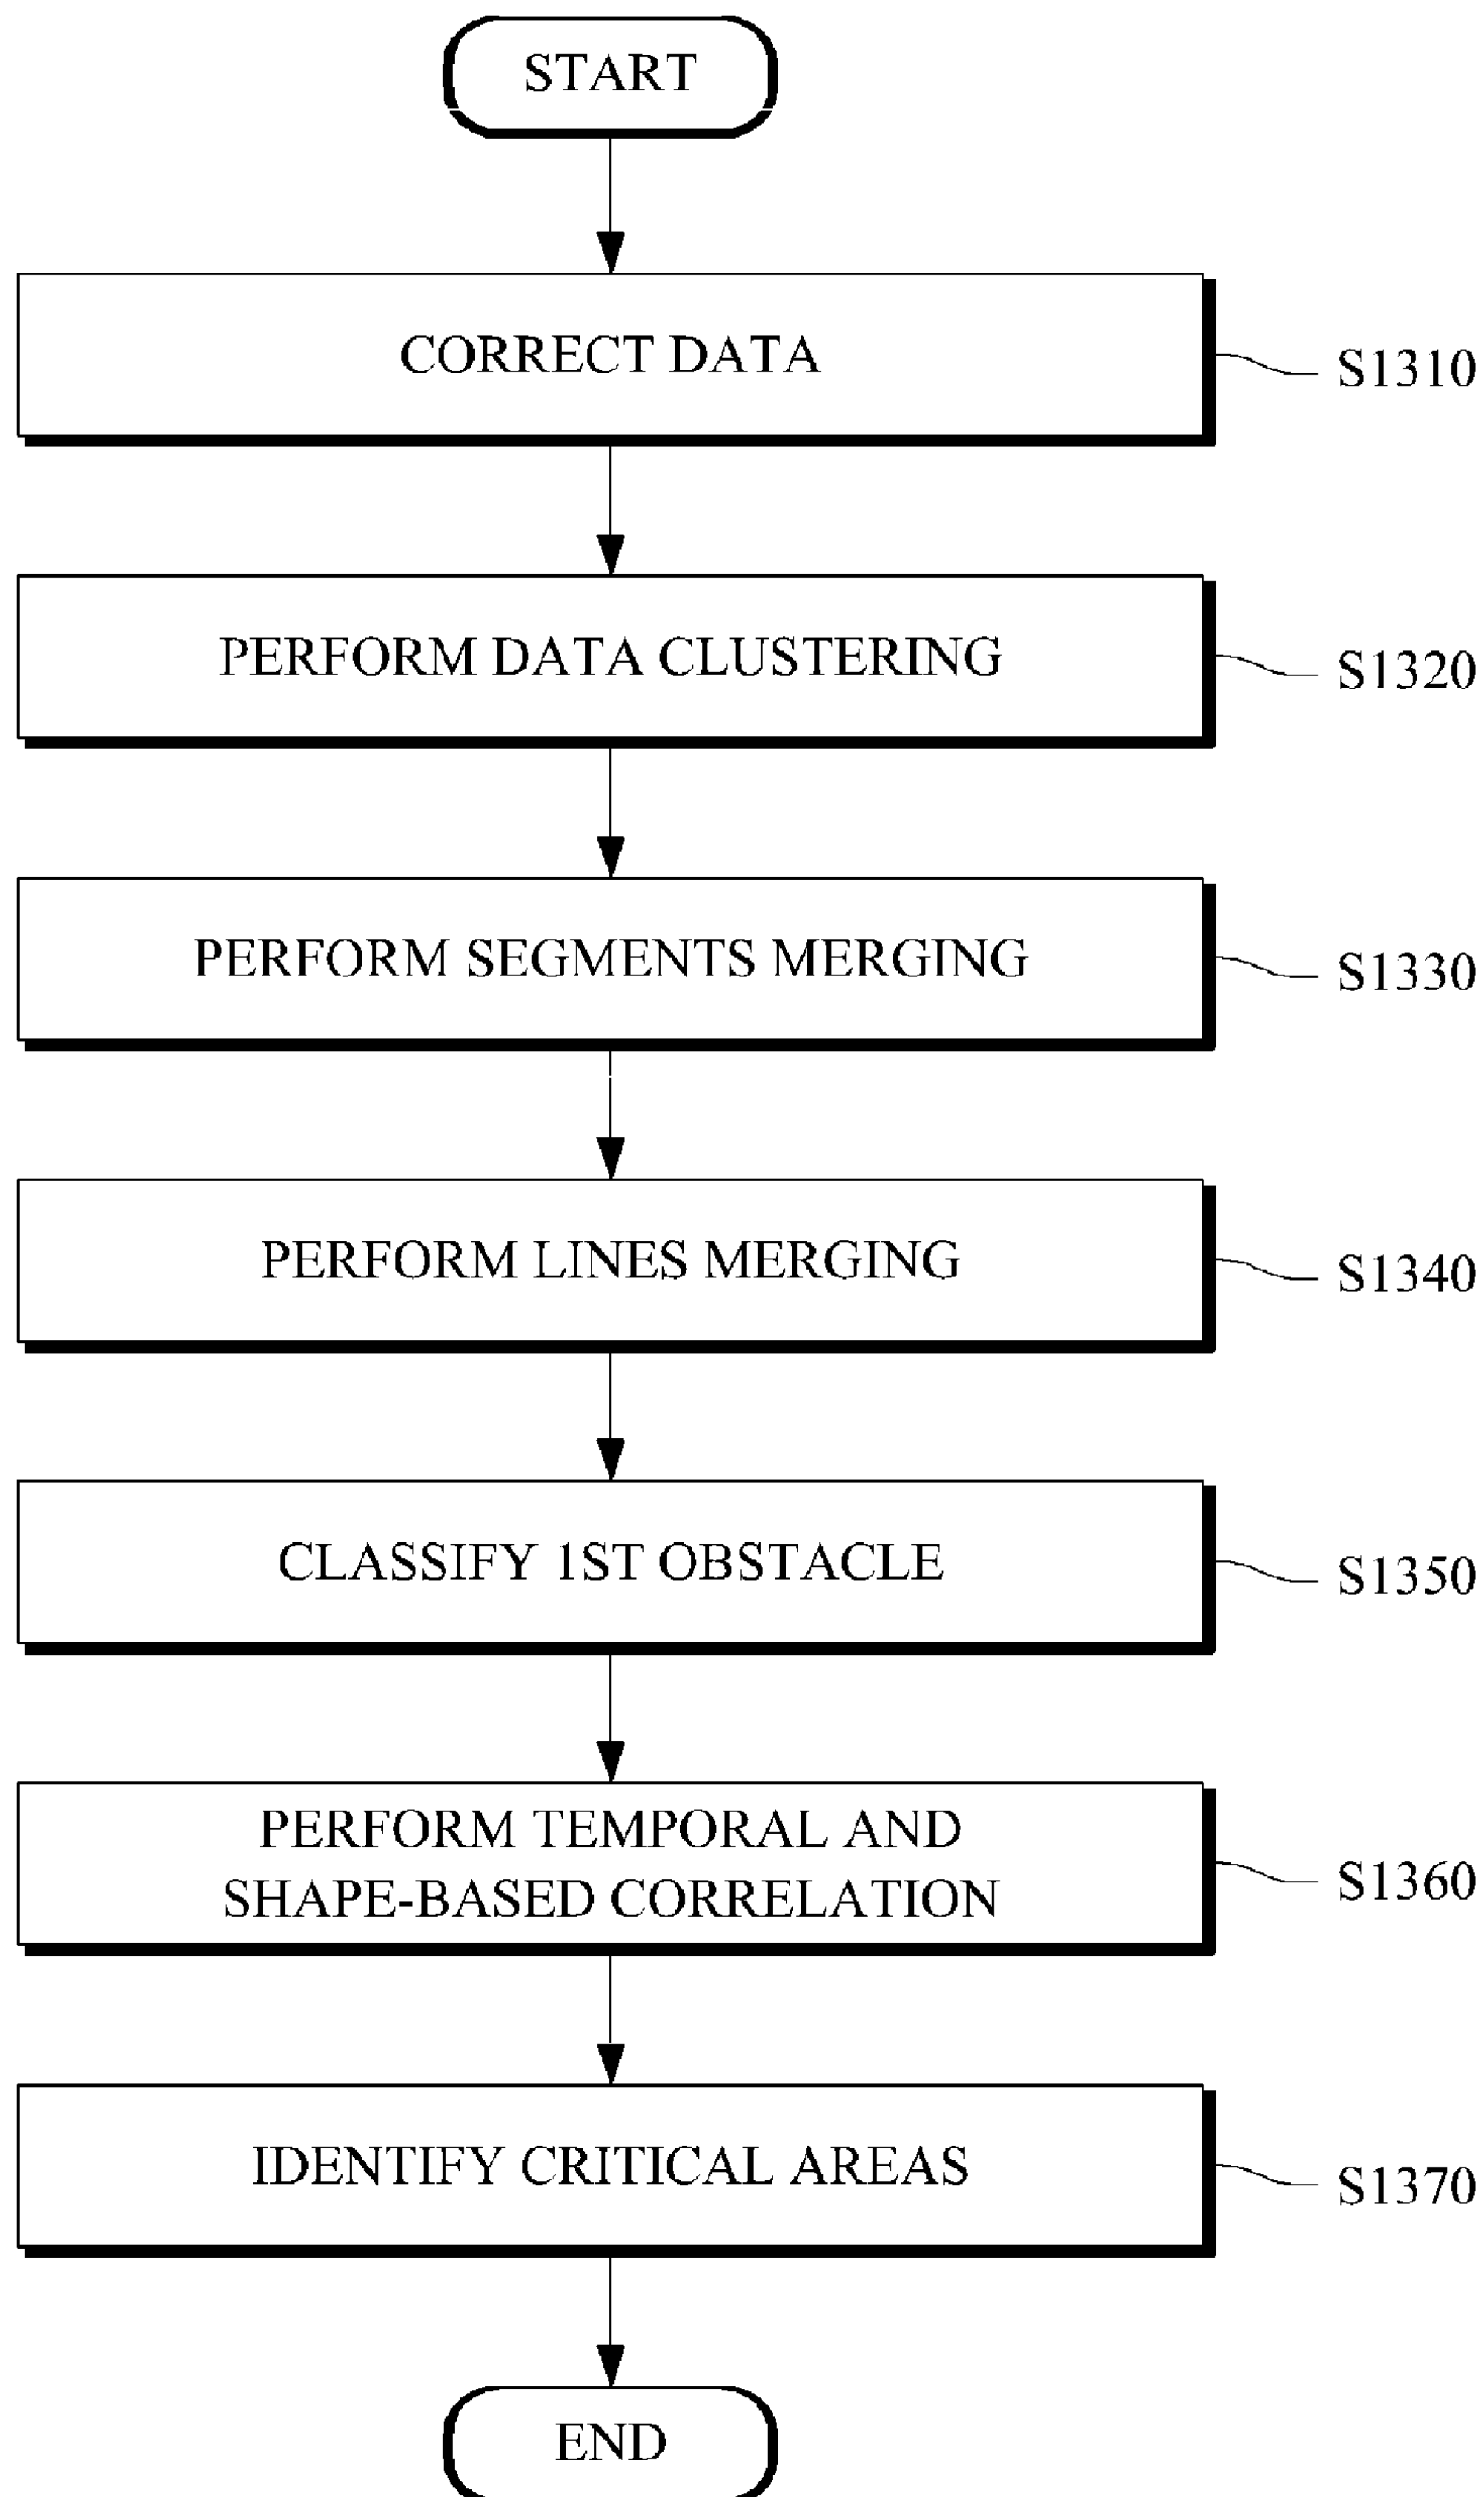 START
CORRECT DATA
S1310
PERFORM DATA CLUSTERING
S1320
PERFORM SEGMENTS MERGING
S1330
PERFORM LINES MERGING
S1340
CLASSIFY 1ST OBSTACLE
S1350
PERFORM TEMPORAL AND
SHAPE-BASED CORRELATION
S1360
IDENTIFY CRITICAL AREAS
S1370
END